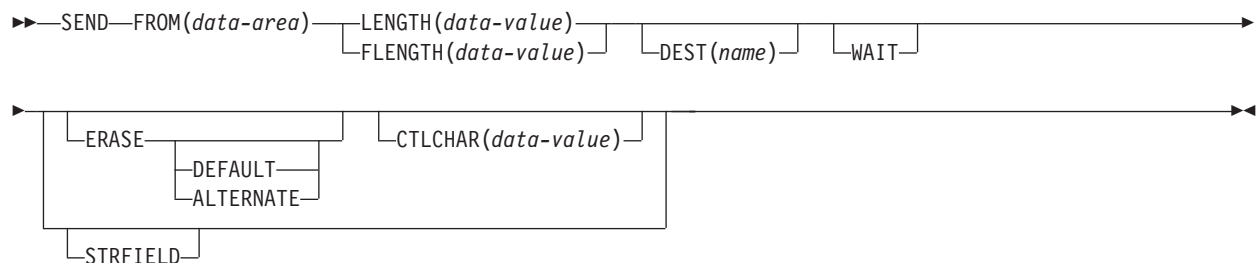 SEND FROM(data-area) LENGTH(data-value)
FLENGTH(data-value) DEST(name) WAIT
ERASE CTLCHAR(data-value)
DEFAULT
ALTERNATE
STRFIELD